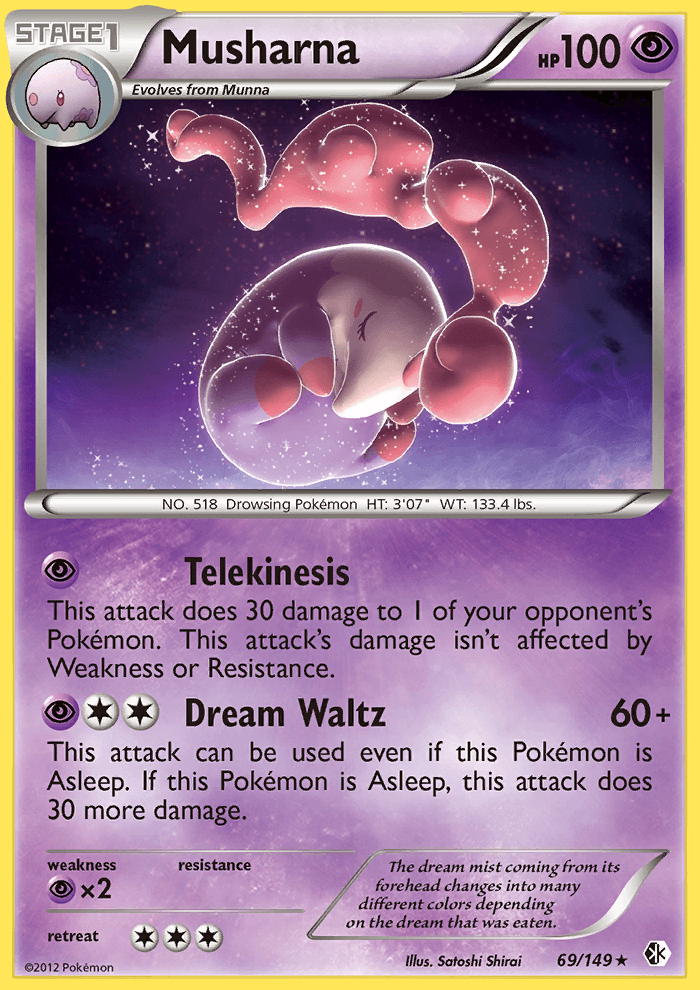 STAGE1
Musharna
HP100
Evolves from Munna
NO. 518 Drowsing Pokémon HT: 3'07" WT: 133.4 lbs.
Telekinesis
This attack does 30 damage to 1 of your opponent's
Pokémon. This attack's damage isn't affected by
Weakness or Resistance.
Dream Waltz 60+
This attack can be used even if this Pokémon is
Asleep. If this Pokémon is Asleep, this attack does
30 more damage.
weakness resistance
×2
retreat
The dream mist coming from its
forehead changes into many
different colors depending
on the dream that was eaten.
Illus. Satoshi Shirai 69/149★
©2012 Pokémon